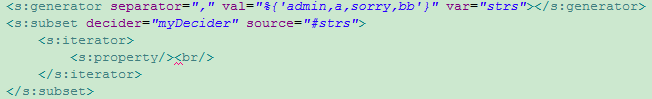 <s:generator separator="," val="%{'admin,a,sorry,bb'}" var="strs"></s:generator>
<s:subset decider="myDecider" source="#strs">
    <s:iterator>
        <s:property/><br/>
    </s:iterator>
</s:subset>